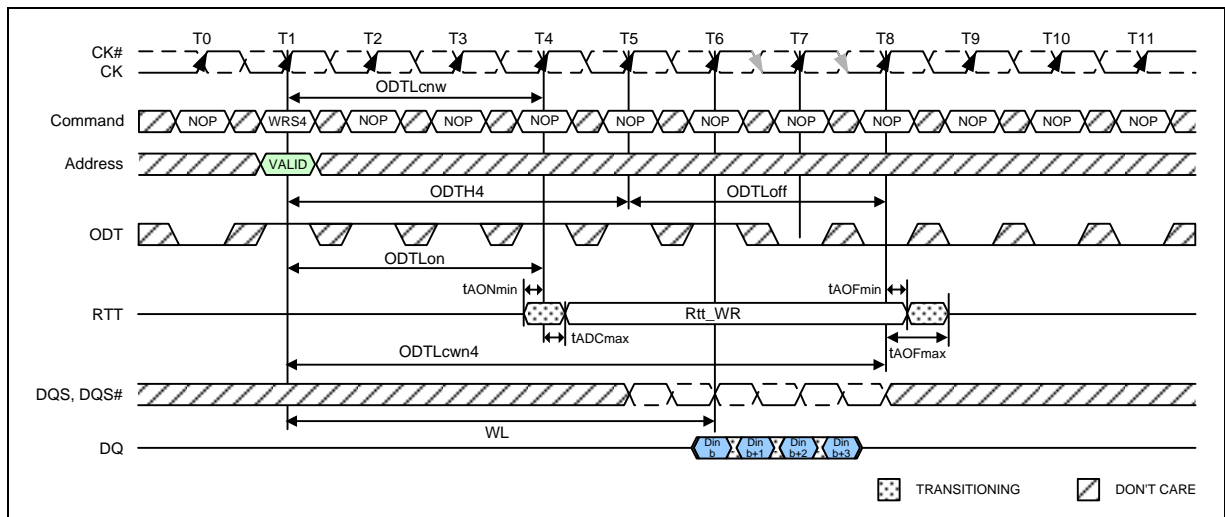 T0 T1 T2 T3 T4 T5 T6 T7 T8 T9 T10 T11
CK#
CK
ODTLcnw
Command NOP WRS4 NOP NOP NOP NOP NOP NOP NOP NOP NOP NOP
Address VALID
ODTH4 ODTLoff
ODT
ODTLon
tAONmin tAOFmin
RTT Rtt_WR
tADCmax tAOFmax
ODTLcwn4
DQS, DQS#
WL
DQ Din b Din b+1 Din b+2 Din b+3
TRANSITIONING DON'T CARE